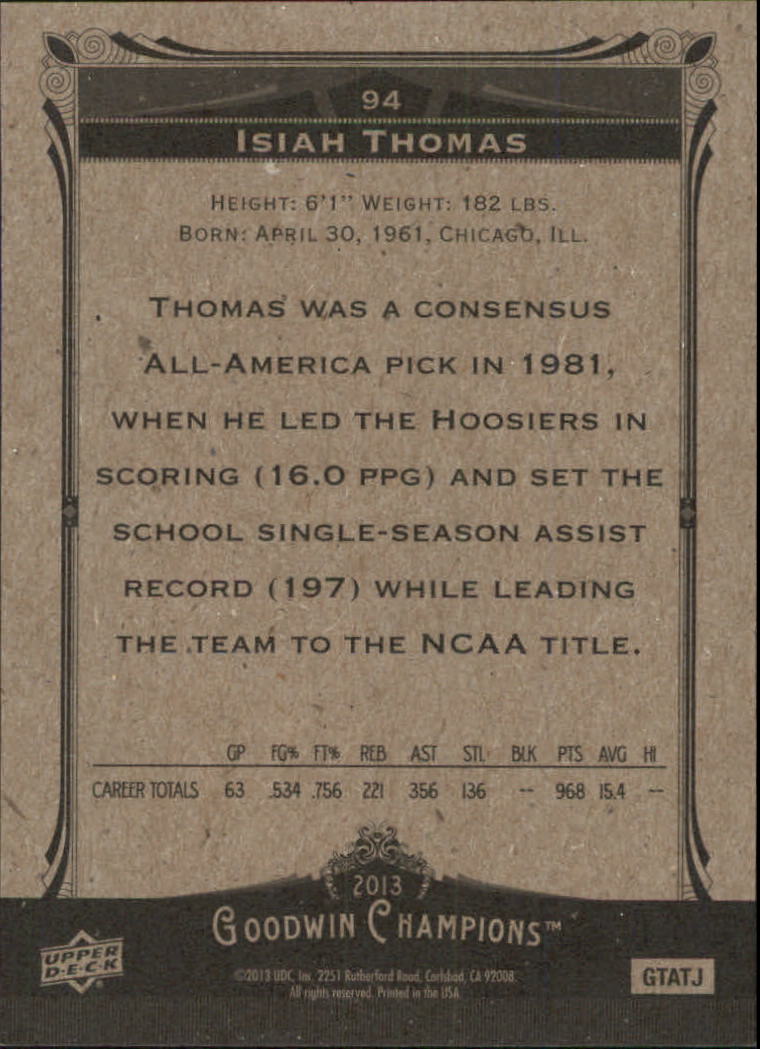 94
ISIAH THOMAS
HEIGHT: 6'1" WEIGHT: 182 LBS.
BORN: APRIL 30, 1961, CHICAGO, ILL.
THOMAS WAS A CONSENSUS
ALL-AMERICA PICK IN 1981,
WHEN HE LED THE HOOSIERS IN
SCORING (16.0 PPG) AND SET THE
SCHOOL SINGLE-SEASON ASSIST
RECORD (197) WHILE LEADING
THE TEAM TO THE NCAA TITLE.
GP FG% FT% REB AST STL BLK PTS AVG HI
CAREER TOTALS 63 .534 .756 221 356 136 -- 968 15.4 --
2013
GOODWIN CHAMPIONS™
UPPER
D·E·C·K
©2013 UDC, Inc. 2251 Rutherford Road, Carlsbad, CA 92008.
All rights reserved. Printed in the USA
GTATJ